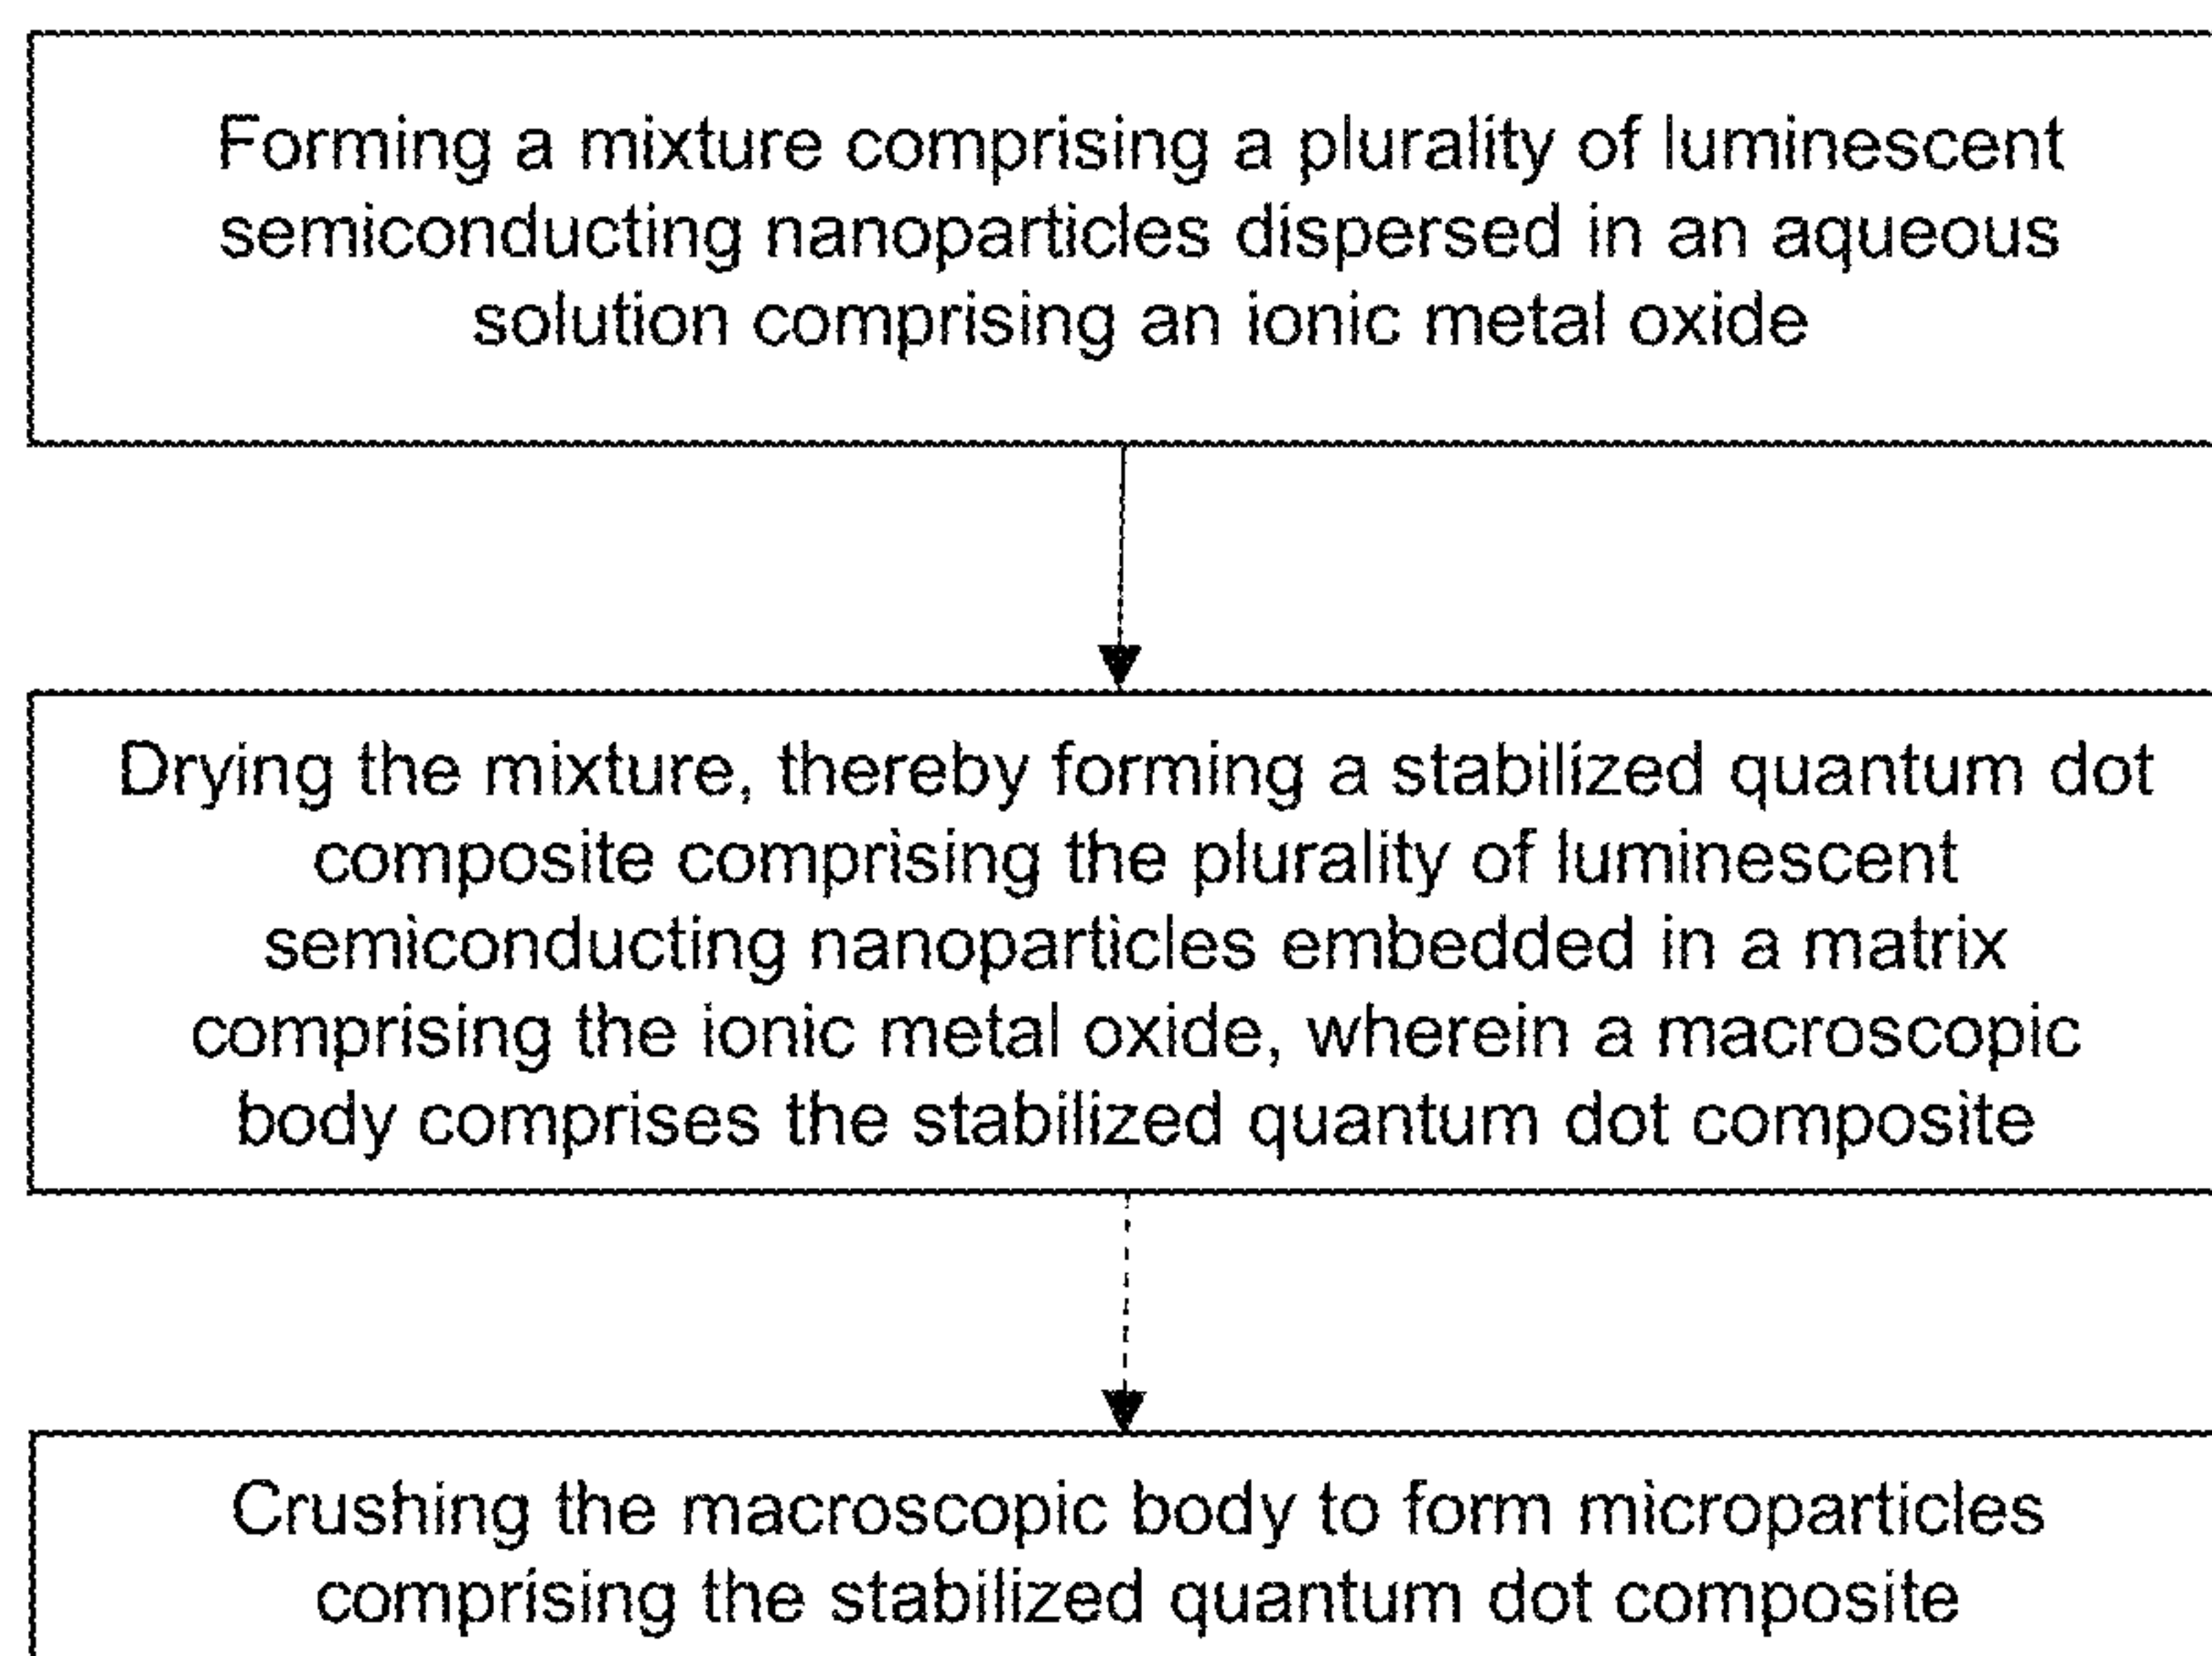 Forming a mixture comprising a plurality of luminescent
semiconducting nanoparticles dispersed in an aqueous
solution comprising an ionic metal oxide
Drying the mixture, thereby forming a stabilized quantum dot
composite comprising the plurality of luminescent
semiconducting nanoparticles embedded in a matrix
comprising the ionic metal oxide, wherein a macroscopic
body comprises the stabilized quantum dot composite
Crushing the macroscopic body to form microparticles
comprising the stabilized quantum dot composite